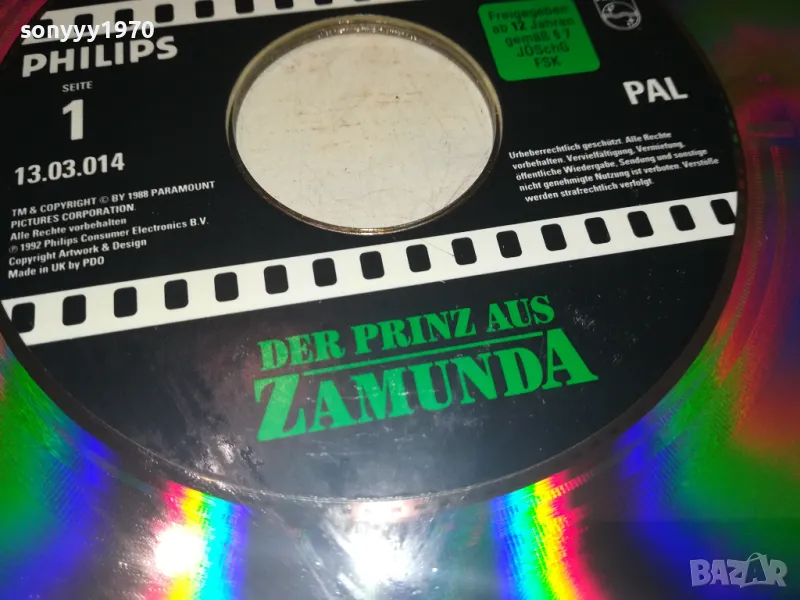 sonyyy1970
PHILIPS
SEITE
1
13.03.014
TM & COPYRIGHT © BY 1988 PARAMOUNT
PICTURES CORPORATION.
Alle Rechte vorbehalten
℗ 1992 Philips Consumer Electronics B.V.
Copyright Artwork & Design
Made in UK by PDO
Freigegeben
ab 12 Jahren
gemäß § 7
JÖSchG
FSK
PAL
Urheberrechtlich geschützt. Alle Rechte
vorbehalten. Vervielfältigung, Vermietung,
öffentliche Wiedergabe, Sendung und sonstige
nicht genehmigte Nutzung ist verboten. Verstoße
werden strafrechtlich verfolgt.
DER PRINZ AUS
ZAMUNDA
BAZAR
bg